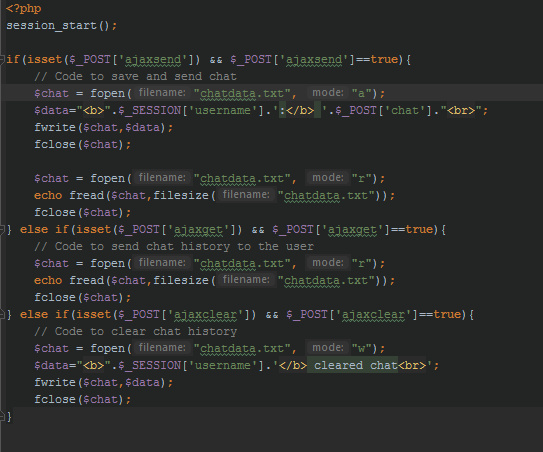 <?php
session_start();
if(isset($_POST['ajaxsend']) && $_POST['ajaxsend']==true){
// Code to save and send chat
$chat = fopen( filename: "chatdata.txt", mode: "a");
$data="<b>".$_SESSION['username'].':</b> '.$_POST['chat']."<br>";
fwrite($chat,$data);
fclose($chat);
$chat = fopen( filename: "chatdata.txt", mode: "r");
echo fread($chat,filesize( filename: "chatdata.txt"));
fclose($chat);
} else if(isset($_POST['ajaxget']) && $_POST['ajaxget']==true){
// Code to send chat history to the user
$chat = fopen( filename: "chatdata.txt", mode: "r");
echo fread($chat,filesize( filename: "chatdata.txt"));
fclose($chat);
} else if(isset($_POST['ajaxclear']) && $_POST['ajaxclear']==true){
// Code to clear chat history
$chat = fopen( filename: "chatdata.txt", mode: "w");
$data="<b>".$_SESSION['username'].'</b> cleared chat<br>';
fwrite($chat,$data);
fclose($chat);
}